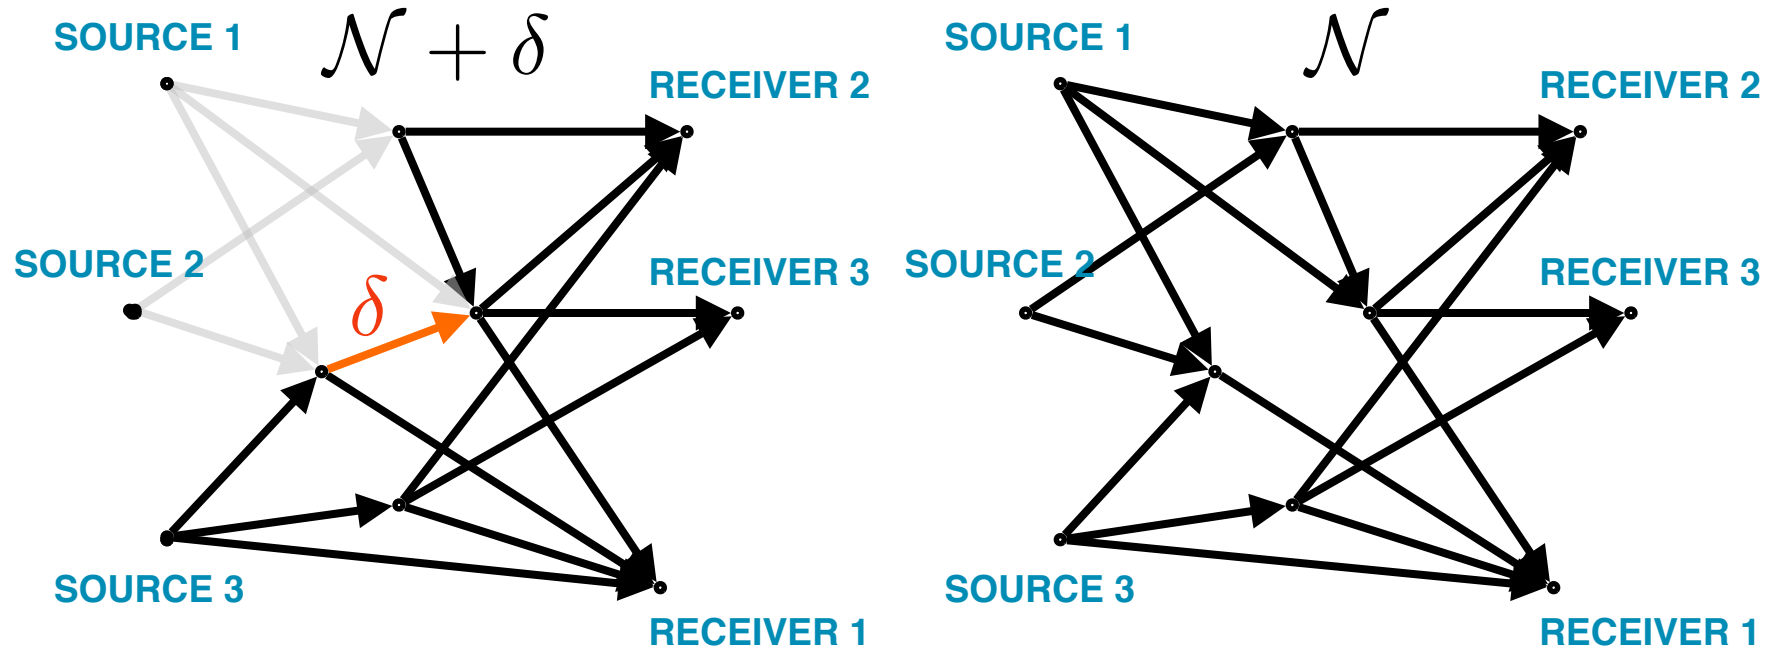 SOURCE 1
𝒩 + δ
RECEIVER 2
SOURCE 2
RECEIVER 3
δ
SOURCE 3
RECEIVER 1
SOURCE 1
𝒩
RECEIVER 2
SOURCE 2
RECEIVER 3
SOURCE 3
RECEIVER 1